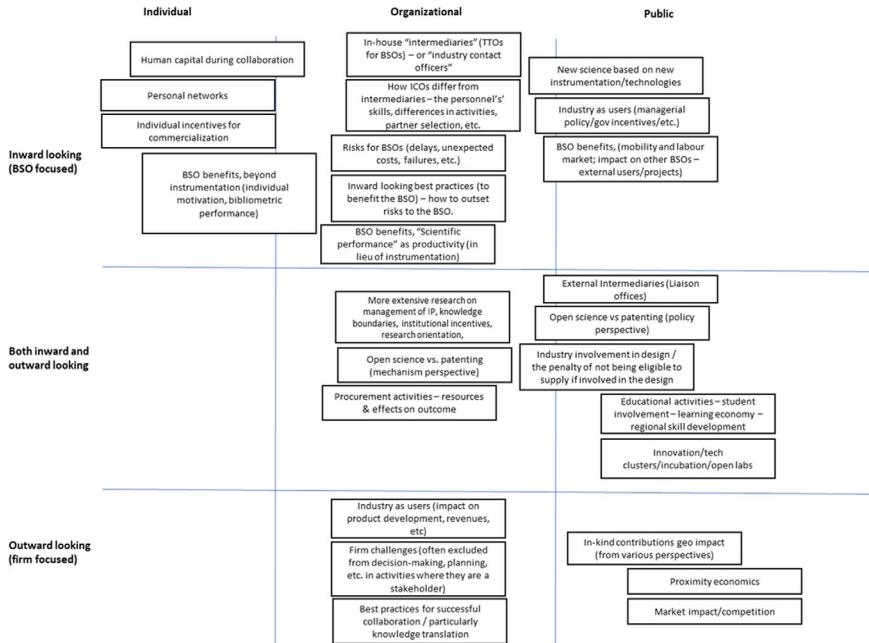 Individual
Organizational
Public
Inward looking
(BSO focused)
Human capital during collaboration
Personal networks
Individual incentives for
commercialization
BSO benefits, beyond
instrumentation (individual
motivation, bibliometric
performance)
In-house "intermediaries" (TTOs
for BSOs) – or "industry contact
officers"
How ICOs differ from
intermediaries – the personnel's'
skills, differences in activities,
partner selection, etc.
Risks for BSOs (delays, unexpected
costs, failures, etc.)
Inward looking best practices (to
benefit the BSO) – how to outset
risks to the BSO.
BSO benefits, "Scientific
performance" as productivity (in
lieu of instrumentation)
New science based on new
instrumentation/technologies
Industry as users (managerial
policy/gov incentives/etc.)
BSO benefits, (mobility and labour
market; impact on other BSOs –
external users/projects)
Both inward and
outward looking
More extensive research on
management of IP, knowledge
boundaries, institutional incentives,
research orientation,
Open science vs. patenting
(mechanism perspective)
Procurement activities – resources
& effects on outcome
External Intermediaries (Liaison
offices)
Open science vs patenting (policy
perspective)
Industry involvement in design /
the penalty of not being eligible to
supply if involved in the design
Educational activities – student
involvement – learning economy –
regional skill development
Innovation/tech
clusters/incubation/open labs
Outward looking
(firm focused)
Industry as users (impact on
product development, revenues,
etc)
Firm challenges (often excluded
from decision-making, planning,
etc. in activities where they are a
stakeholder)
Best practices for successful
collaboration / particularly
knowledge translation
In-kind contributions geo impact
(from various perspectives)
Proximity economics
Market impact/competition